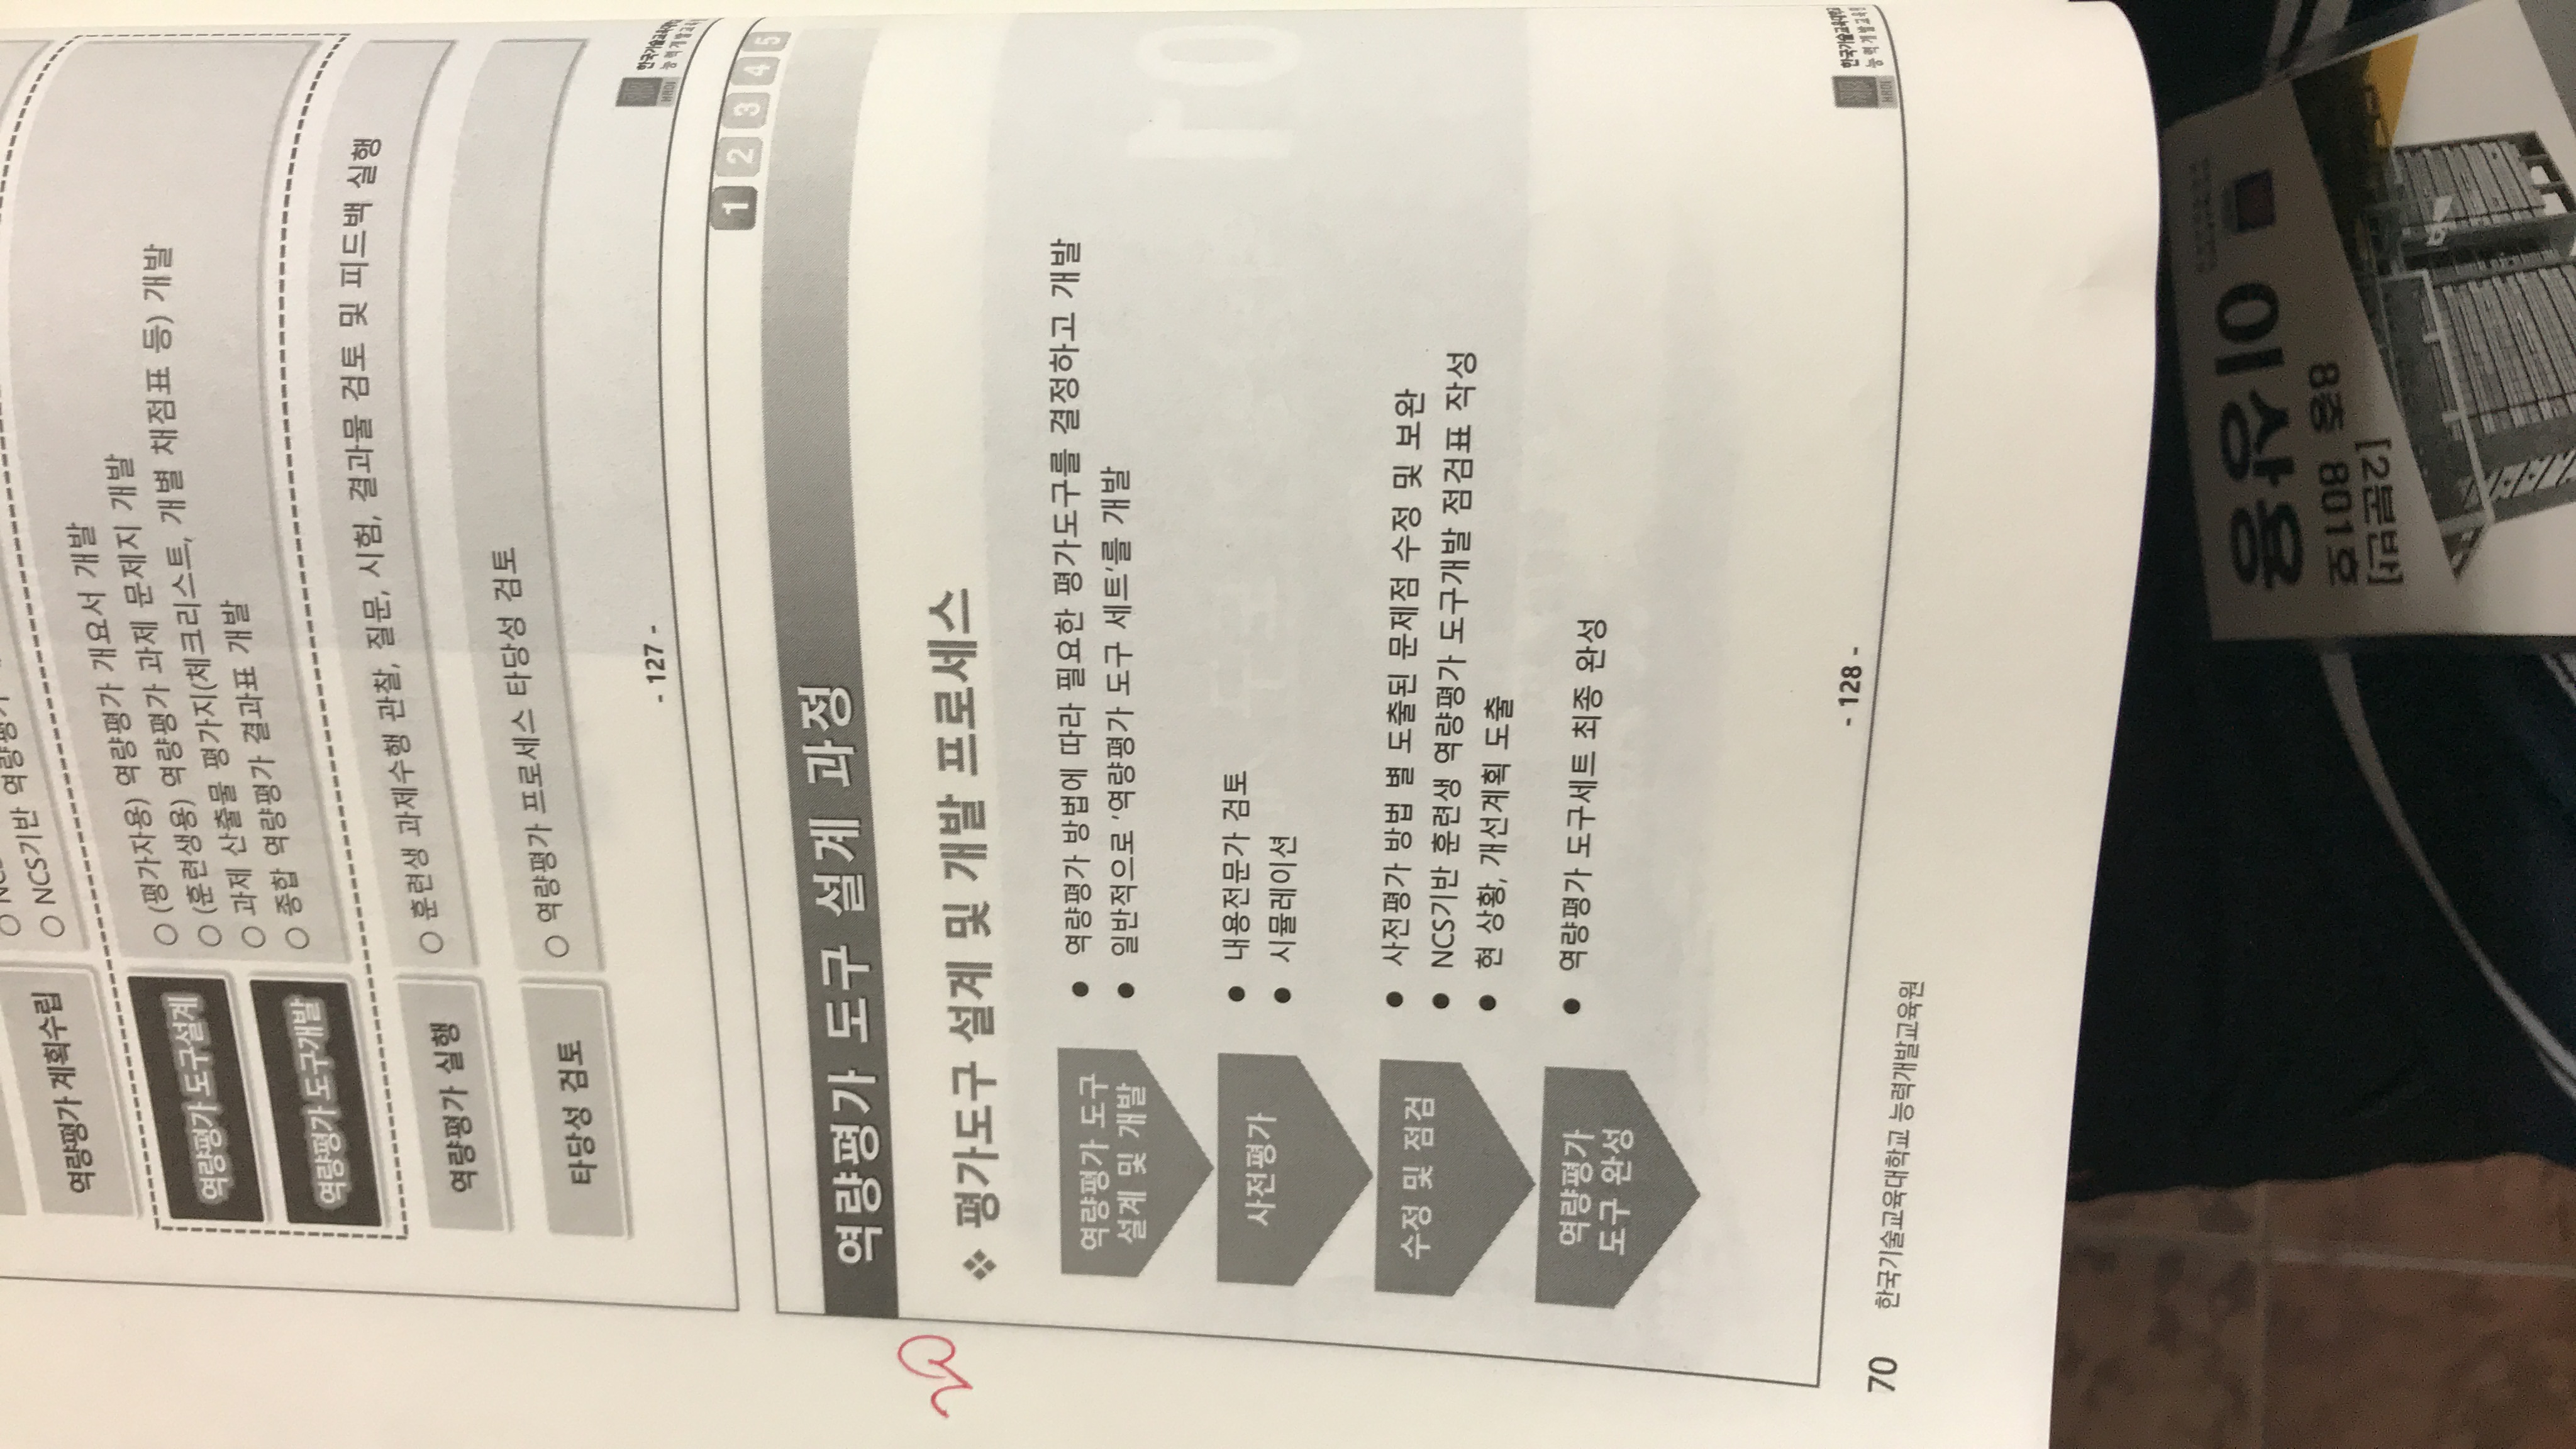 역량평가 계획수립
○ NCS기반 역량평가
역량평가 도구설계
○ (평가자용) 역량평가 개요서 개발
○ (훈련생용) 역량평가 과제 문제지 개발
○ 과제 산출물 평가지(체크리스트, 개별 채점표 등) 개발
○ 종합 역량평가 결과표 개발
역량평가 도구개발
역량평가 실행
○ 훈련생 과제수행 관찰, 질문, 시험, 결과물 검토 및 피드백 실행
타당성 검토
○ 역량평가 프로세스 타당성 검토
- 127 -
한국기술교육대학
능력개발교육
HRDI
1 2 3 4 5
역량평가 도구 설계 과정
20
❖ 평가도구 설계 및 개발 프로세스
역량평가 도구
설계 및 개발
● 역량평가 방법에 따라 필요한 평가도구를 결정하고 개발
● 일반적으로 '역량평가 도구 세트'를 개발
사전평가
● 내용전문가 검토
● 시뮬레이션
수정 및 점검
● 사전평가 방법 별 도출된 문제점 수정 및 보완
● NCS기반 훈련생 역량평가 도구개발 점검표 작성
● 현 상황, 개선계획 도출
역량평가
도구 완성
● 역량평가 도구세트 최종 완성
- 128 -
한국기술교육대학교
능력개발교육원
HRDI
70 한국기술교육대학교 능력개발교육원
이상용
8층 801호
[2분반]